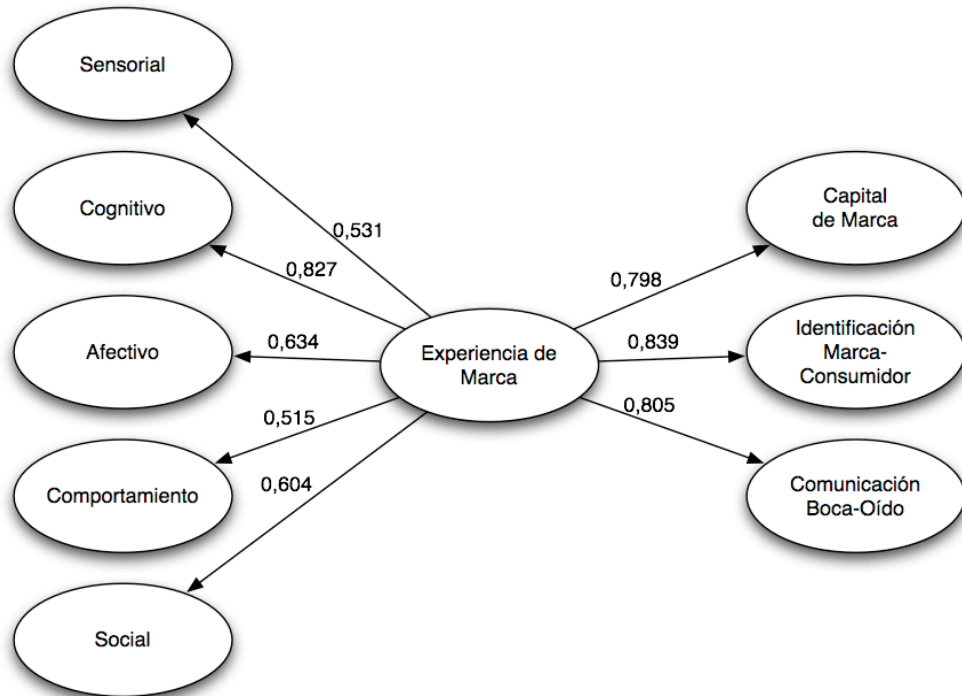 Sensorial
Cognitivo
Afectivo
Comportamiento
Social
0,531
0,827
0,634
0,515
0,604
Experiencia de
Marca
0,798
0,839
0,805
Capital
de Marca
Identificación
Marca-
Consumidor
Comunicación
Boca-Oído